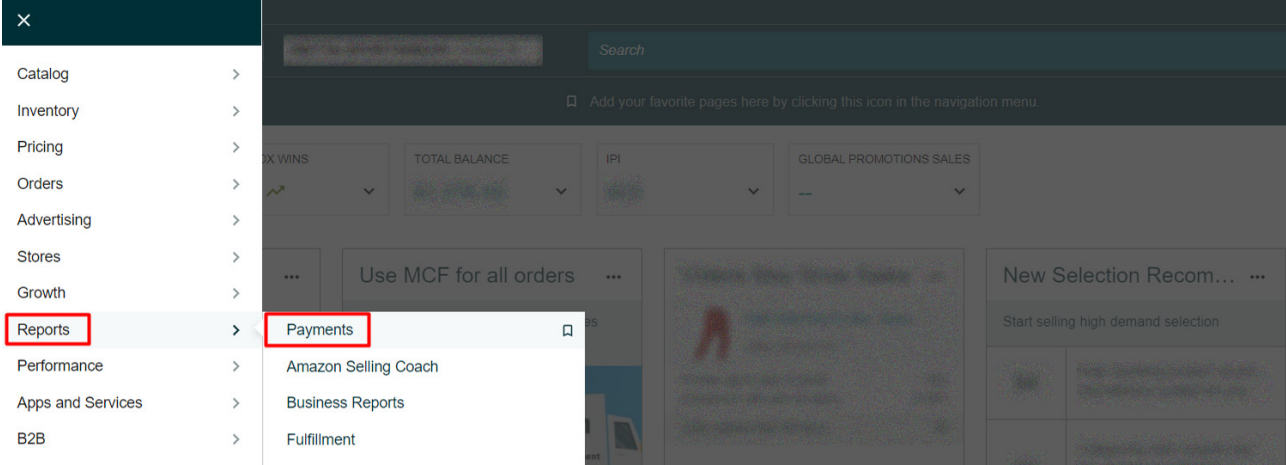 Search
Add your favorite pages here by clicking this icon in the navigation menu.
Catalog
Inventory
Pricing
Orders
Advertising
Stores
Growth
Reports
Performance
Apps and Services
B2B
Payments
Amazon Selling Coach
Business Reports
Fulfillment
OX WINS
TOTAL BALANCE
IPI
GLOBAL PROMOTIONS SALES
--
Use MCF for all orders
New Selection Recom...
Start selling high demand selection